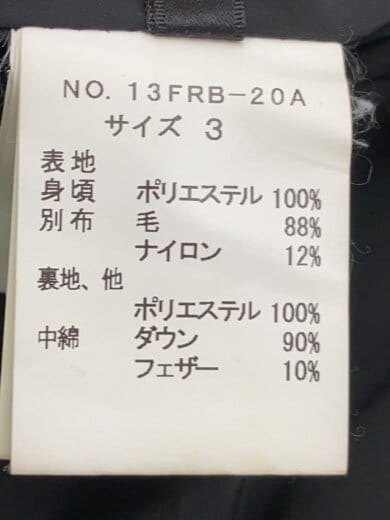 NO. 13FRB-20A
サイズ 3
表地
身頃 ポリエステル 100%
別布 毛 88%
ナイロン 12%
裏地、他
ポリエステル 100%
中綿 ダウン 90%
フェザー 10%